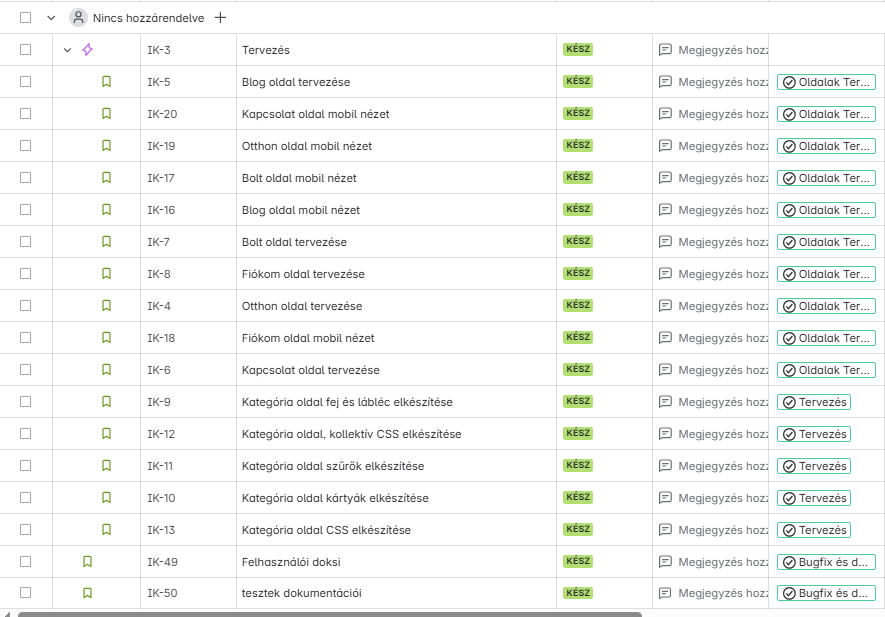 Nincs hozzárendelve
IK-3 Tervezés KÉSZ Megjegyzés hozz
IK-5 Blog oldal tervezése KÉSZ Megjegyzés hozz Oldalak Ter...
IK-20 Kapcsolat oldal mobil nézet KÉSZ Megjegyzés hozz Oldalak Ter...
IK-19 Otthon oldal mobil nézet KÉSZ Megjegyzés hozz Oldalak Ter...
IK-17 Bolt oldal mobil nézet KÉSZ Megjegyzés hozz Oldalak Ter...
IK-16 Blog oldal mobil nézet KÉSZ Megjegyzés hozz Oldalak Ter...
IK-7 Bolt oldal tervezése KÉSZ Megjegyzés hozz Oldalak Ter...
IK-8 Fiókom oldal tervezése KÉSZ Megjegyzés hozz Oldalak Ter...
IK-4 Otthon oldal tervezése KÉSZ Megjegyzés hozz Oldalak Ter...
IK-18 Fiókom oldal mobil nézet KÉSZ Megjegyzés hozz Oldalak Ter...
IK-6 Kapcsolat oldal tervezése KÉSZ Megjegyzés hozz Oldalak Ter...
IK-9 Kategória oldal fej és lábléc elkészítése KÉSZ Megjegyzés hozz Tervezés
IK-12 Kategória oldal, kollektív CSS elkészítése KÉSZ Megjegyzés hozz Tervezés
IK-11 Kategória oldal szűrők elkészítése KÉSZ Megjegyzés hozz Tervezés
IK-10 Kategória oldal kártyák elkészítése KÉSZ Megjegyzés hozz Tervezés
IK-13 Kategória oldal CSS elkészítése KÉSZ Megjegyzés hozz Tervezés
IK-49 Felhasználói doksi KÉSZ Megjegyzés hozz Bugfix és d...
IK-50 tesztek dokumentációi KÉSZ Megjegyzés hozz Bugfix és d...